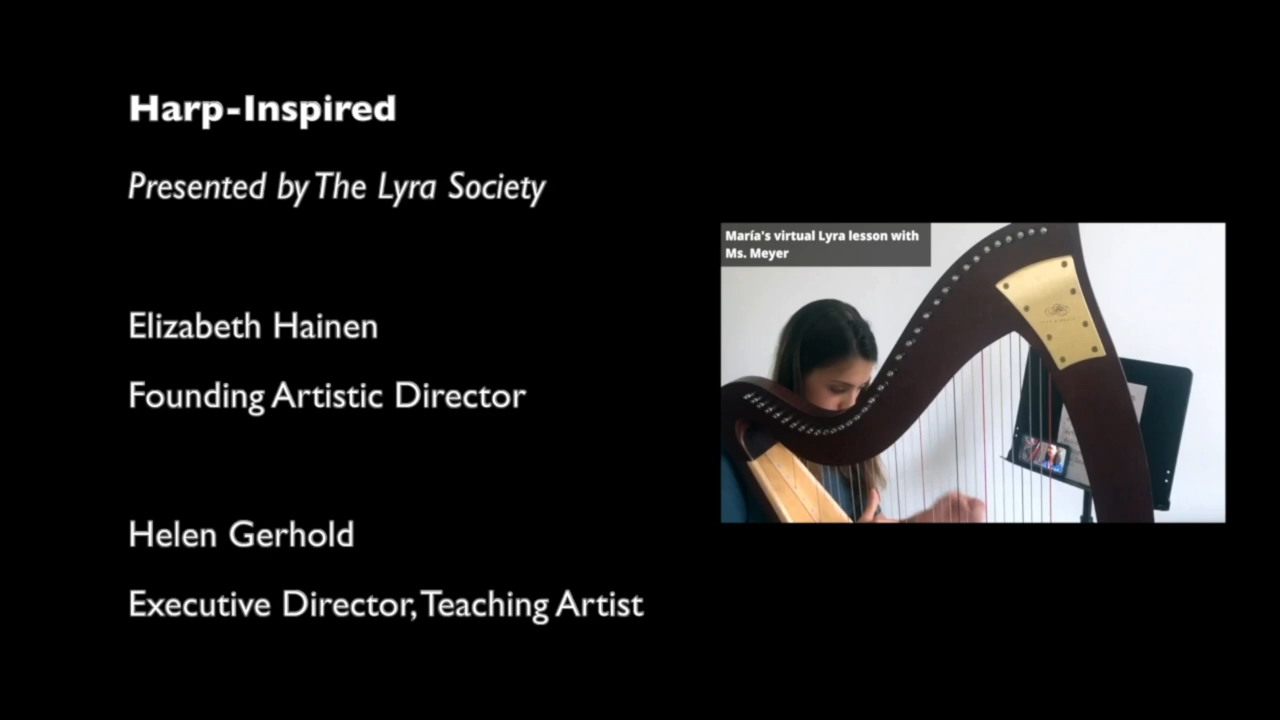 Harp-Inspired
Presented by The Lyra Society
Elizabeth Hainen
Founding Artistic Director
Helen Gerhold
Executive Director, Teaching Artist
María's virtual Lyra lesson with
Ms. Meyer